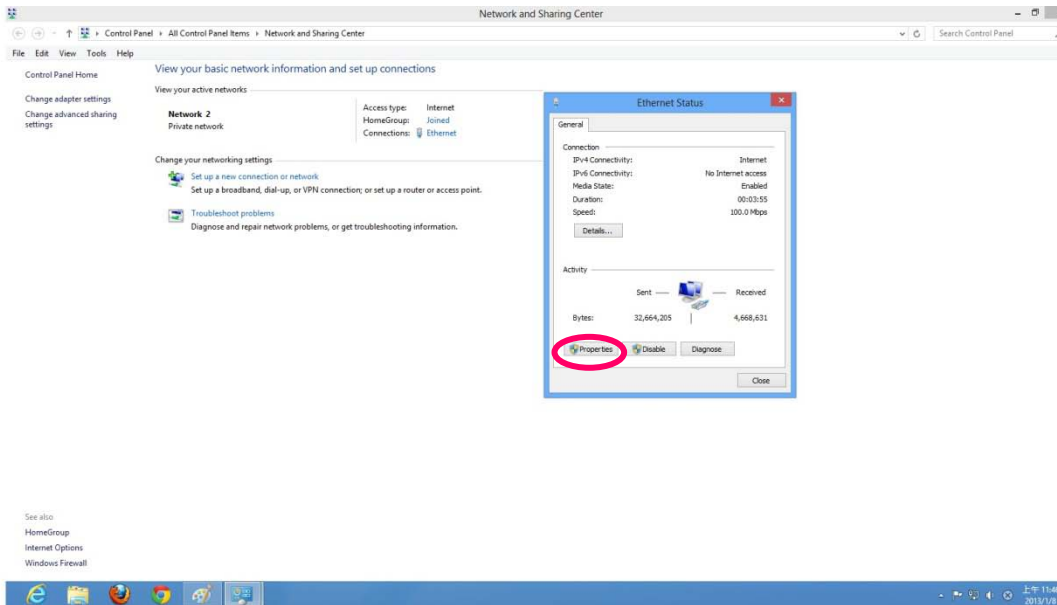 Network and Sharing Center
Control Panel All Control Panel Items Network and Sharing Center
Search Control Panel
File Edit View Tools Help
Control Panel Home
Change adapter settings
Change advanced sharing
settings
View your basic network information and set up connections
View your active networks
Network 2
Private network
Access type: Internet
HomeGroup: Joined
Connections: Ethernet
Change your networking settings
Set up a new connection or network
Set up a broadband, dial-up, or VPN connection; or set up a router or access point.
Troubleshoot problems
Diagnose and repair network problems, or get troubleshooting information.
Ethernet Status
General
Connection
IPv4 Connectivity: Internet
IPv6 Connectivity: No Internet access
Media State: Enabled
Duration: 00:03:55
Speed: 100.0 Mbps
Details...
Activity
Sent Received
Bytes: 32,664,205 4,668,631
Properties Disable Diagnose
Close
See also
HomeGroup
Internet Options
Windows Firewall
上午
2013/1/8